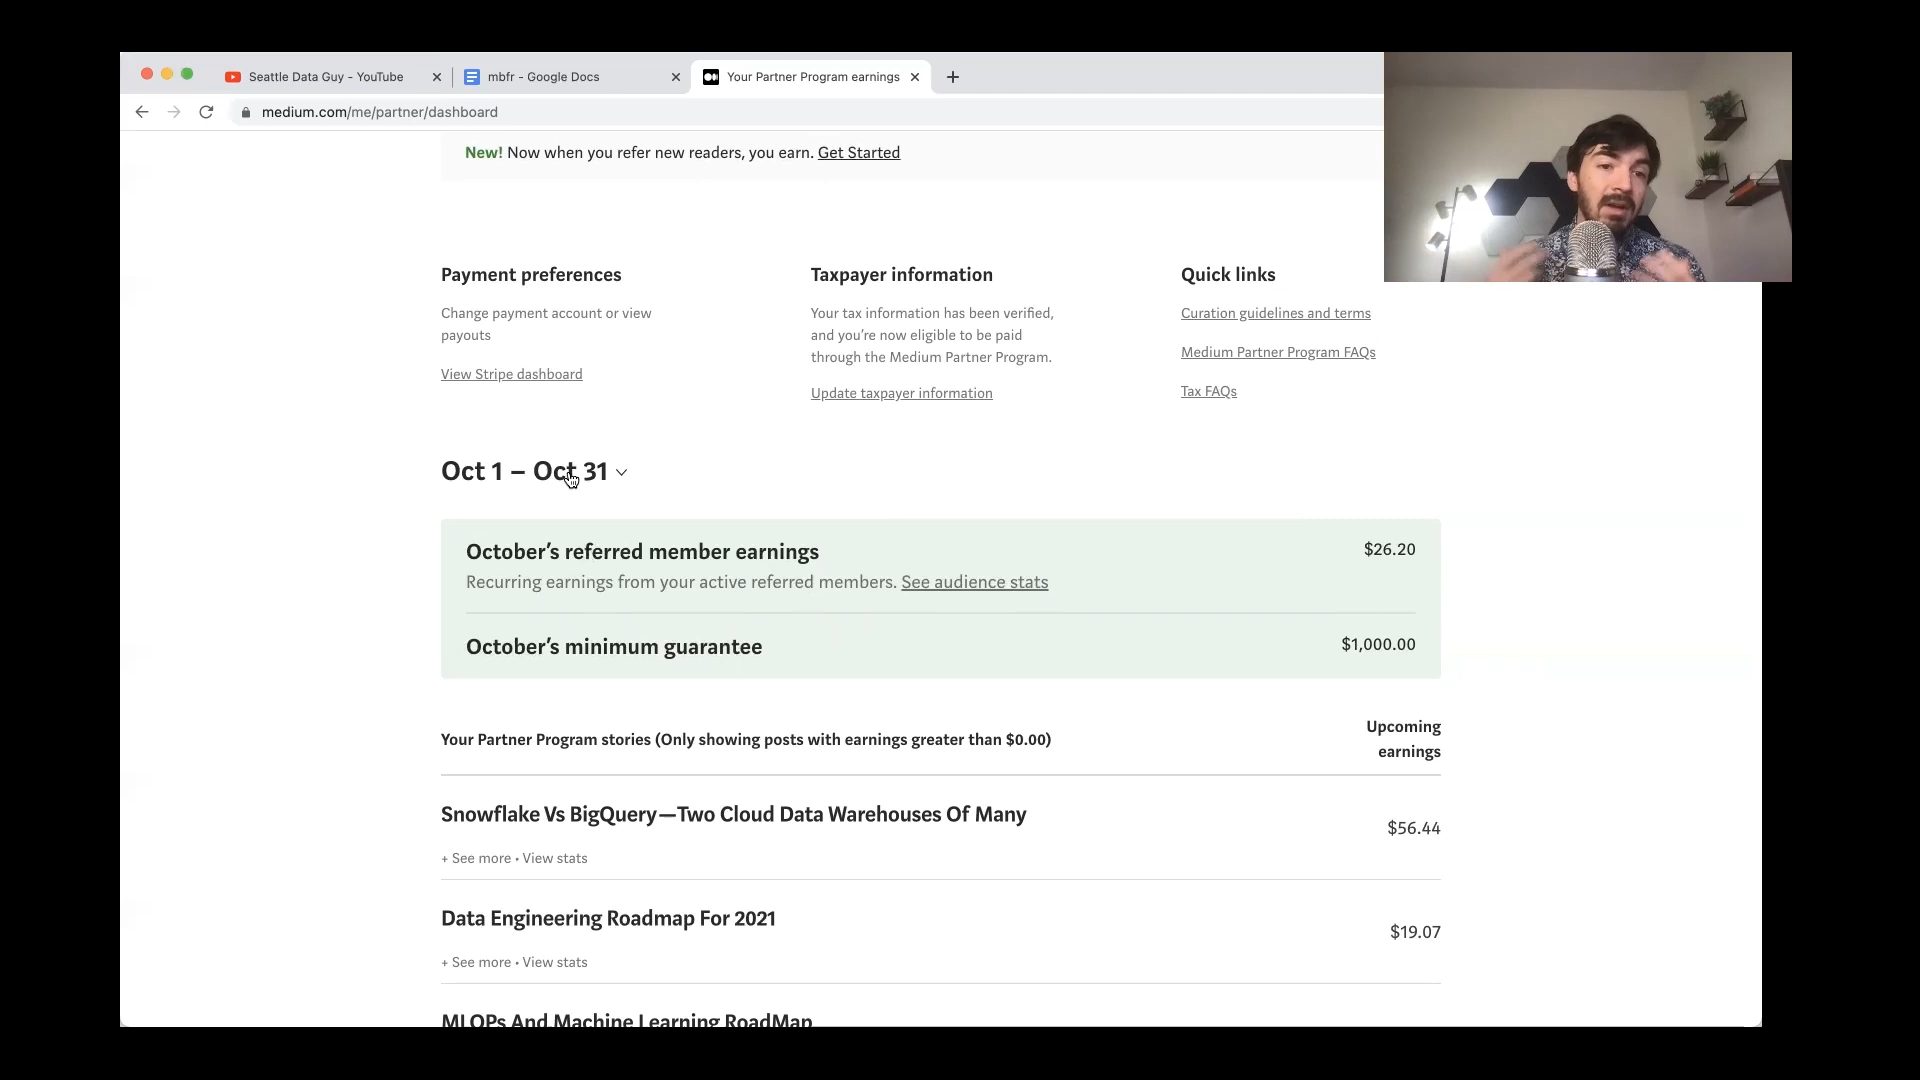 Seattle Data Guy - YouTube
mbfr - Google Docs
Your Partner Program earnings
medium.com/me/partner/dashboard
New! Now when you refer new readers, you earn. Get Started
Payment preferences
Change payment account or view
payouts
View Stripe dashboard
Taxpayer information
Your tax information has been verified,
and you're now eligible to be paid
through the Medium Partner Program.
Update taxpayer information
Quick links
Curation guidelines and terms
Medium Partner Program FAQs
Tax FAQs
Oct 1 – Oct 31
October's referred member earnings
$26.20
Recurring earnings from your active referred members. See audience stats
October's minimum guarantee
$1,000.00
Your Partner Program stories (Only showing posts with earnings greater than $0.00)
Upcoming
earnings
Snowflake Vs BigQuery—Two Cloud Data Warehouses Of Many
$56.44
+ See more • View stats
Data Engineering Roadmap For 2021
$19.07
+ See more • View stats
MLOPs And Machine Learning RoadMap